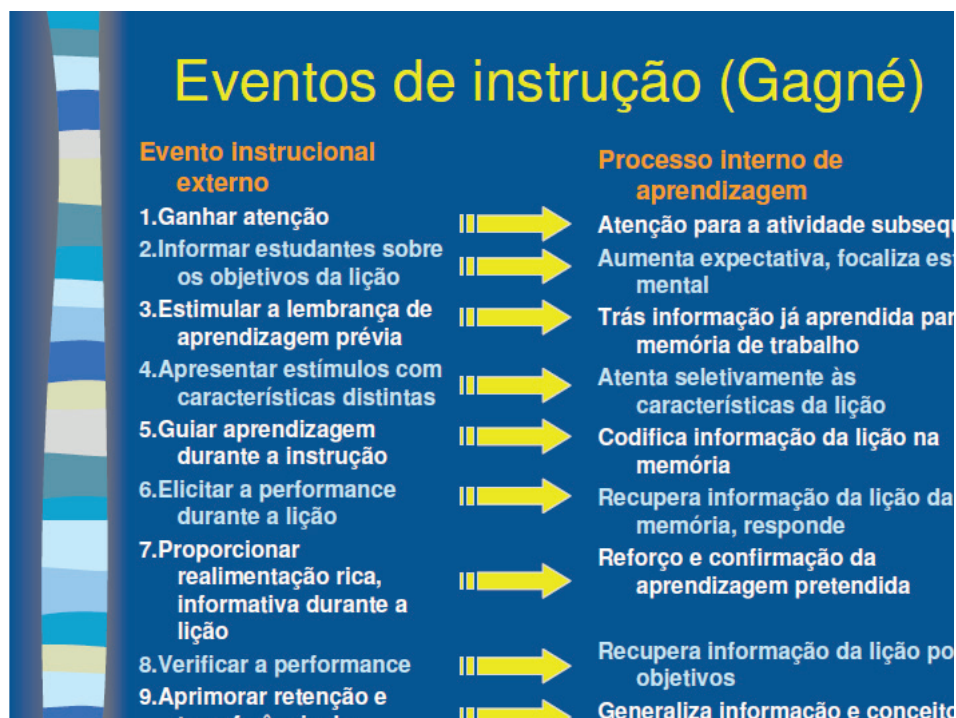 Eventos de instrução (Gagné)
Evento instrucional
externo
1.Ganhar atenção
2.Informar estudantes sobre
os objetivos da lição
3.Estimular a lembrança de
aprendizagem prévia
4.Apresentar estímulos com
características distintas
5.Guiar aprendizagem
durante a instrução
6.Elicitar a performance
durante a lição
7.Proporcionar
realimentação rica,
informativa durante a
lição
8.Verificar a performance
9.Aprimorar retenção e
Processo interno de
aprendizagem
Atenção para a atividade
Aumenta expectativa, focaliza
mental
Trás informação já aprendida
memória de trabalho
Atenta seletivamente às
características da lição
Codifica informação da lição na
memória
Recupera informação da lição da
memória, responde
Reforço e confirmação da
aprendizagem pretendida
Recupera informação da lição
objetivos
Generaliza informação e